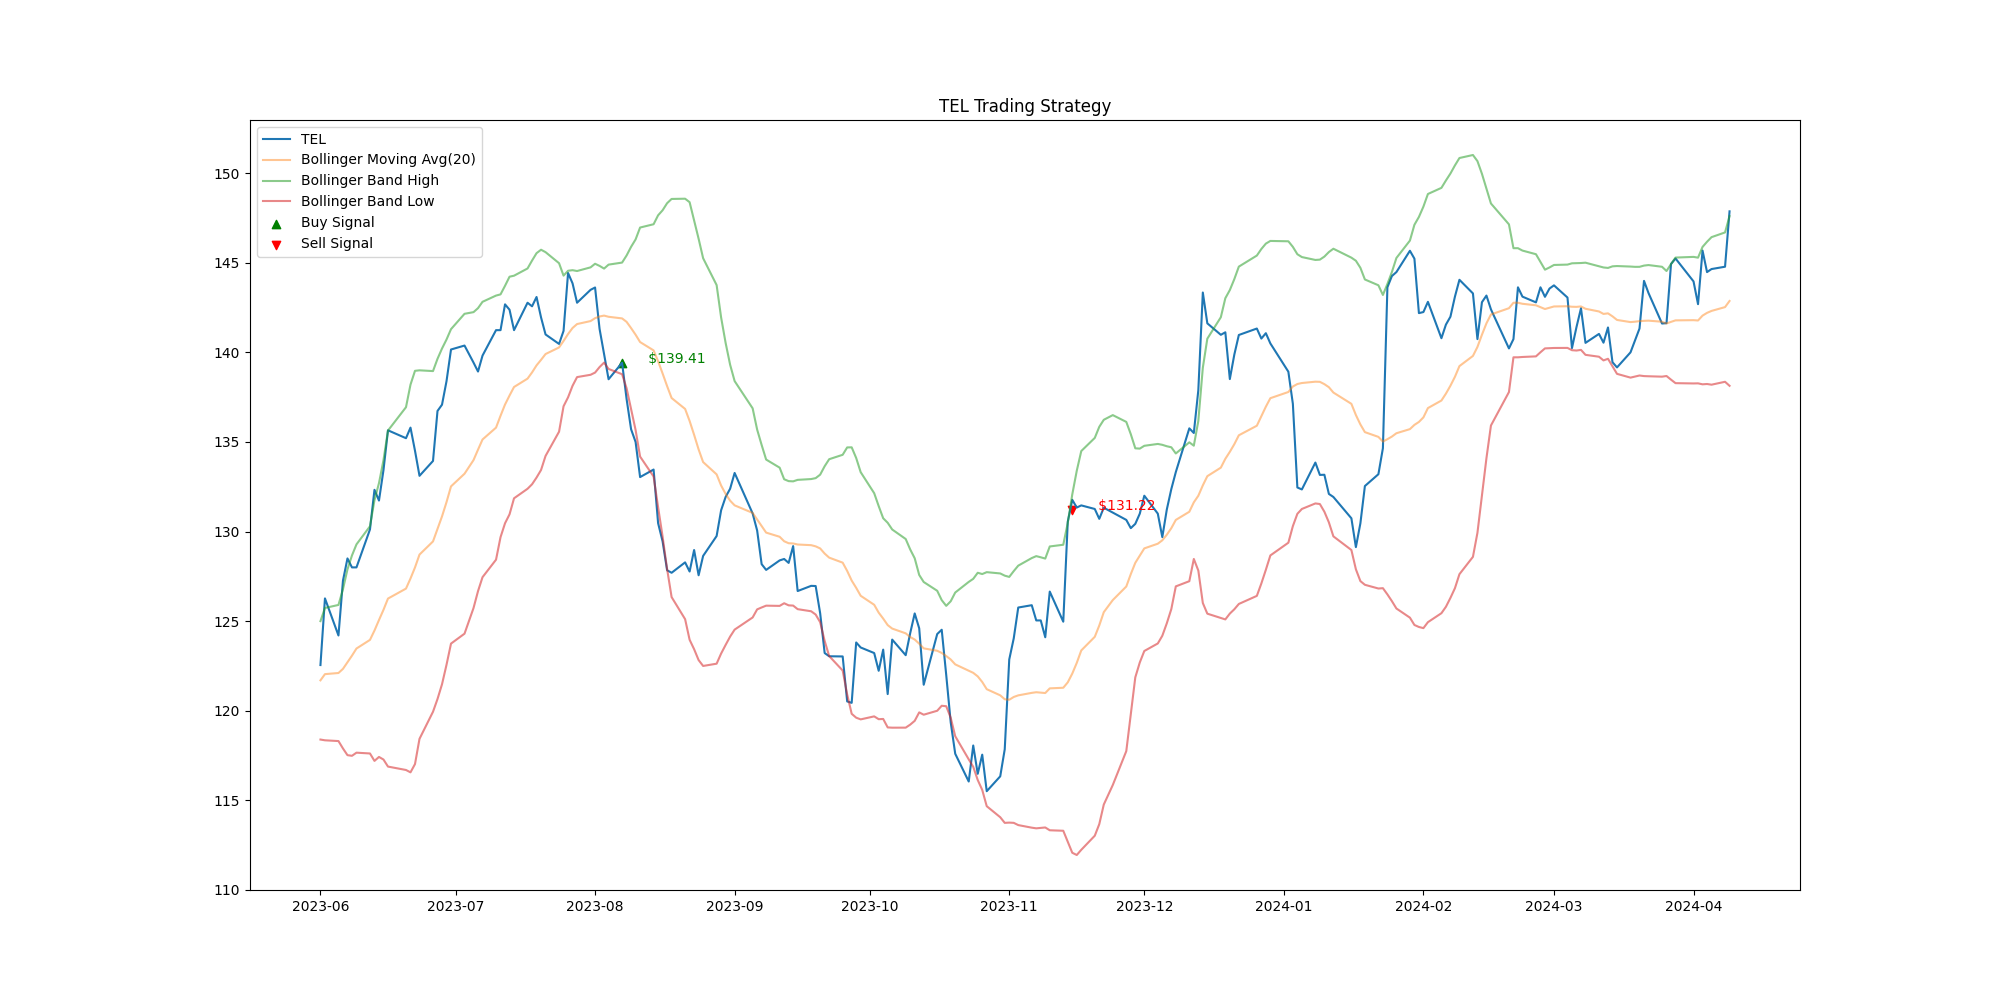 TEL Trading Strategy
TEL
Bollinger Moving Avg(20)
Bollinger Band High
Bollinger Band Low
Buy Signal
Sell Signal
150
145
140
135
130
125
120
115
110
$139.41
$131.22
2023-06 2023-07 2023-08 2023-09 2023-10 2023-11 2023-12 2024-01 2024-02 2024-03 2024-04